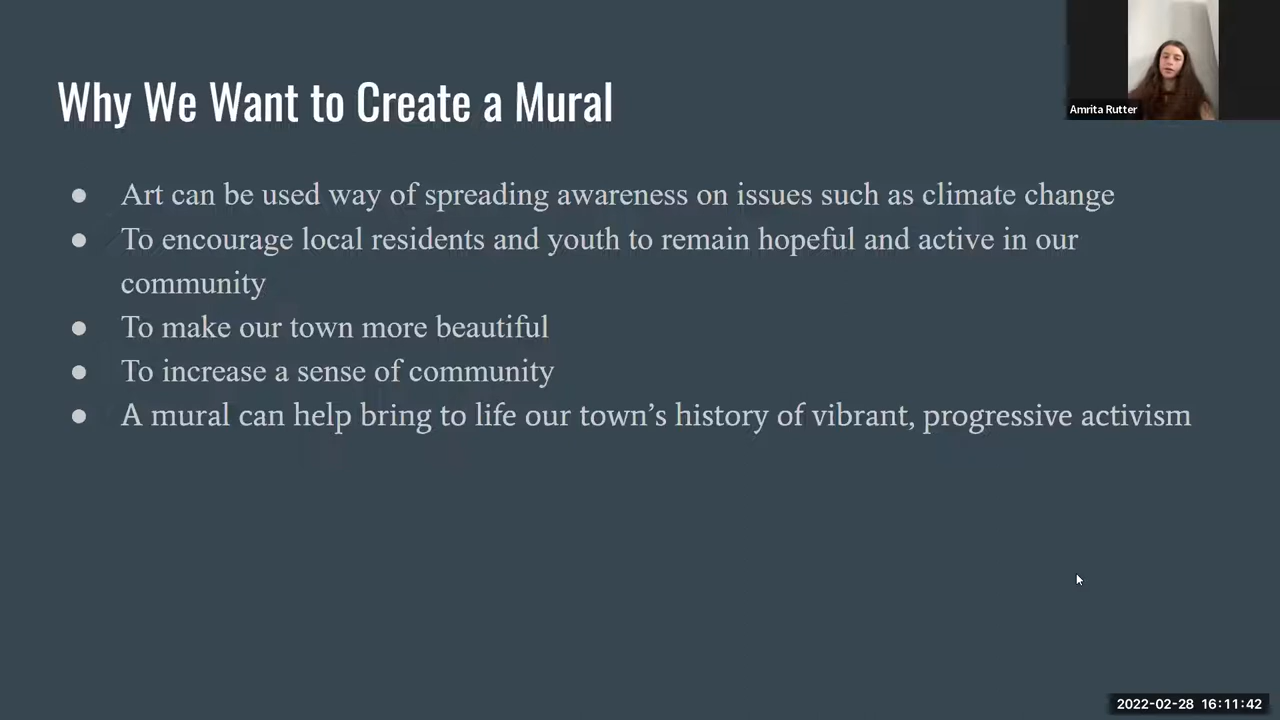 Why We Want to Create a Mural
Amrita Rutter
● Art can be used way of spreading awareness on issues such as climate change
● To encourage local residents and youth to remain hopeful and active in our
community
● To make our town more beautiful
● To increase a sense of community
● A mural can help bring to life our town’s history of vibrant, progressive activism
2022-02-28 16:11:42